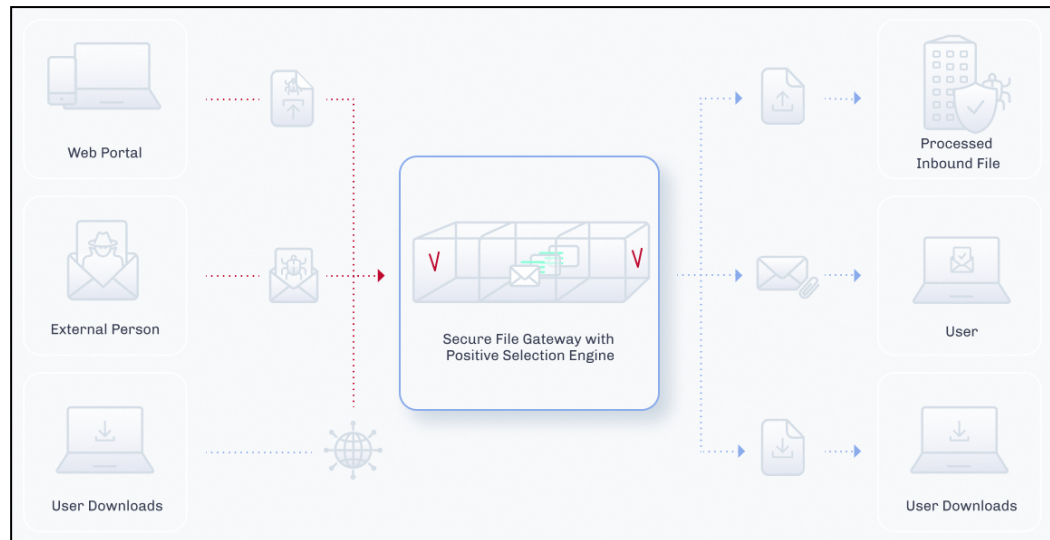 Web Portal
External Person
User Downloads
V
V
Secure File Gateway with
Positive Selection Engine
Processed
Inbound File
User
User Downloads